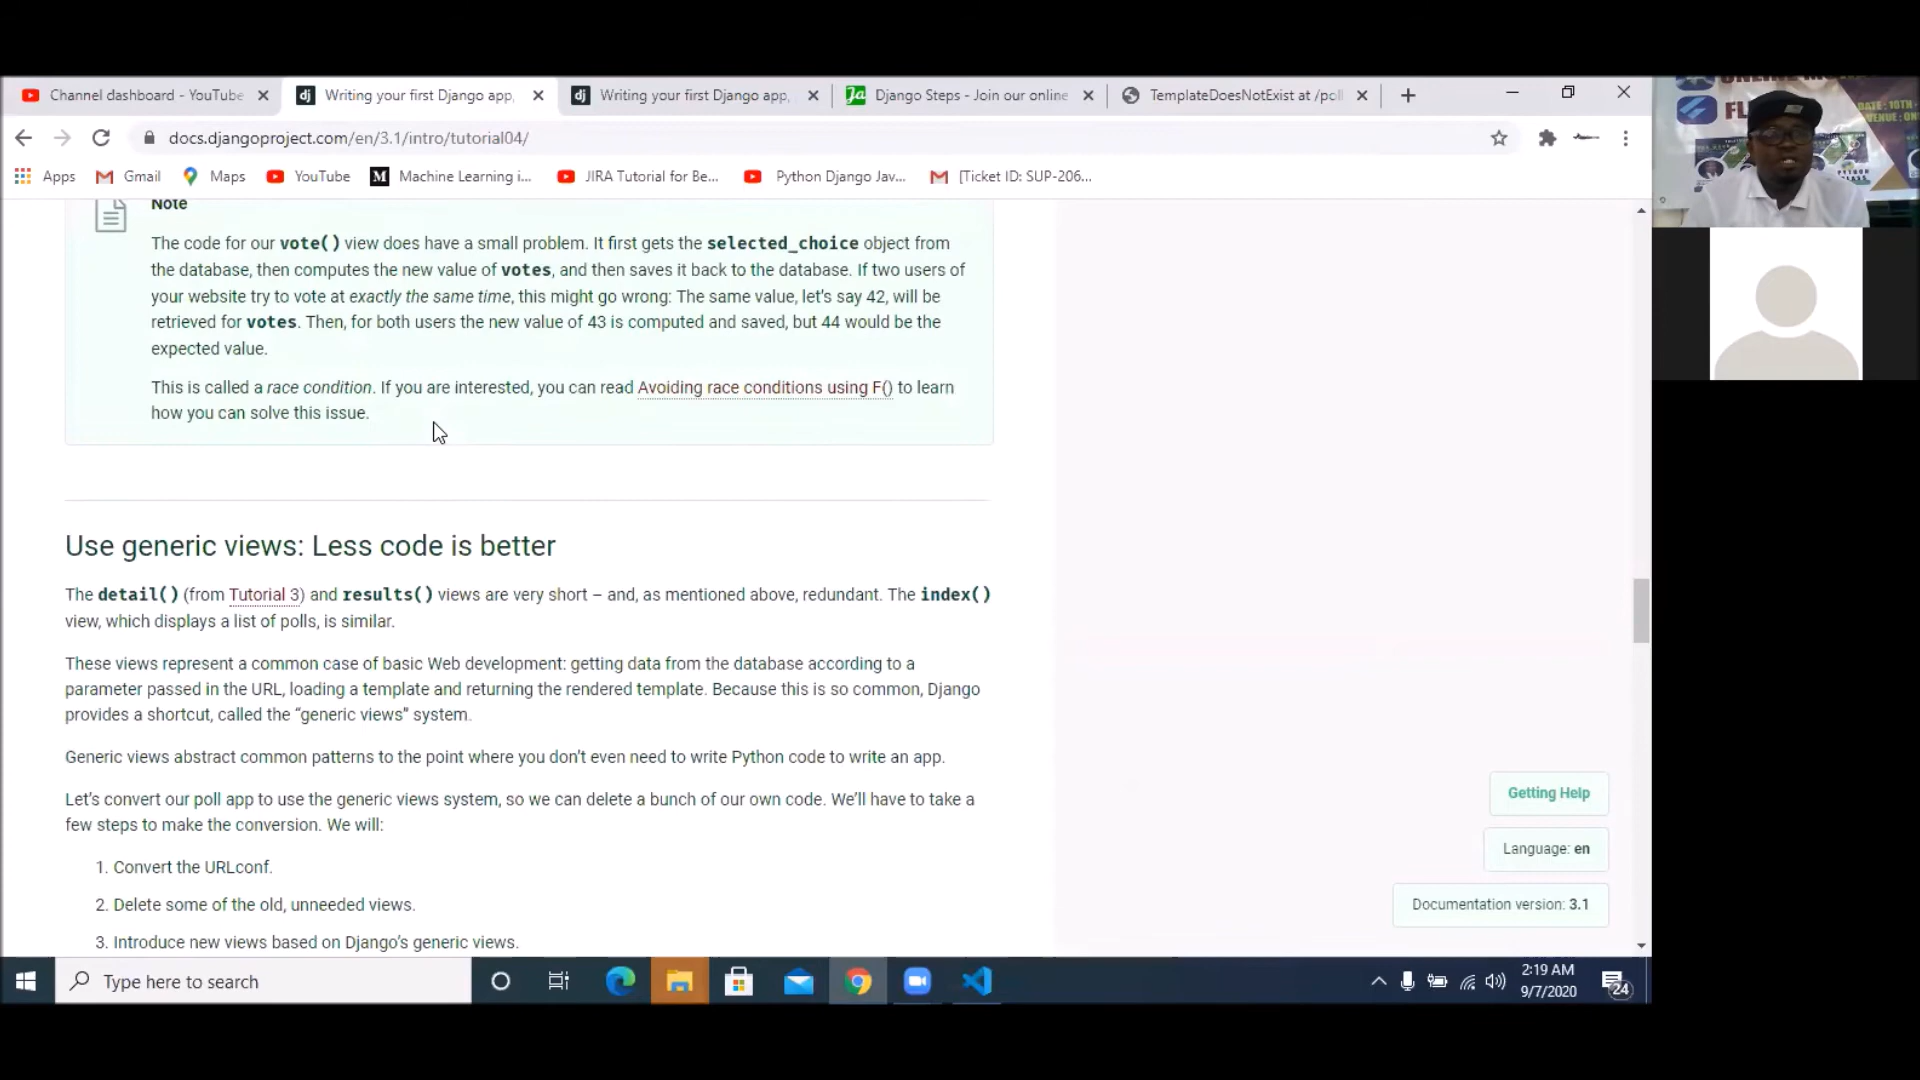 Channel dashboard - YouTube
Writing your first Django app,
Writing your first Django app,
Django Steps - Join our online
TemplateDoesNotExist at /pol
docs.djangoproject.com/en/3.1/intro/tutorial04/
Apps
Gmail
Maps
YouTube
Machine Learning i...
JIRA Tutorial for Be...
Python Django Jav...
[Ticket ID: SUP-206...
Note
The code for our vote() view does have a small problem. It first gets the selected_choice object from
the database, then computes the new value of votes, and then saves it back to the database. If two users of
your website try to vote at exactly the same time, this might go wrong: The same value, let's say 42, will be
retrieved for votes. Then, for both users the new value of 43 is computed and saved, but 44 would be the
expected value.
This is called a race condition. If you are interested, you can read Avoiding race conditions using F() to learn
how you can solve this issue.
Use generic views: Less code is better
The detail() (from Tutorial 3) and results() views are very short – and, as mentioned above, redundant. The index()
view, which displays a list of polls, is similar.
These views represent a common case of basic Web development: getting data from the database according to a
parameter passed in the URL, loading a template and returning the rendered template. Because this is so common, Django
provides a shortcut, called the “generic views” system.
Generic views abstract common patterns to the point where you don’t even need to write Python code to write an app.
Let’s convert our poll app to use the generic views system, so we can delete a bunch of our own code. We’ll have to take a
few steps to make the conversion. We will:
1. Convert the URLconf.
2. Delete some of the old, unneeded views.
3. Introduce new views based on Django’s generic views.
Getting Help
Language: en
Documentation version: 3.1
Type here to search
2:19 AM
9/7/2020
24